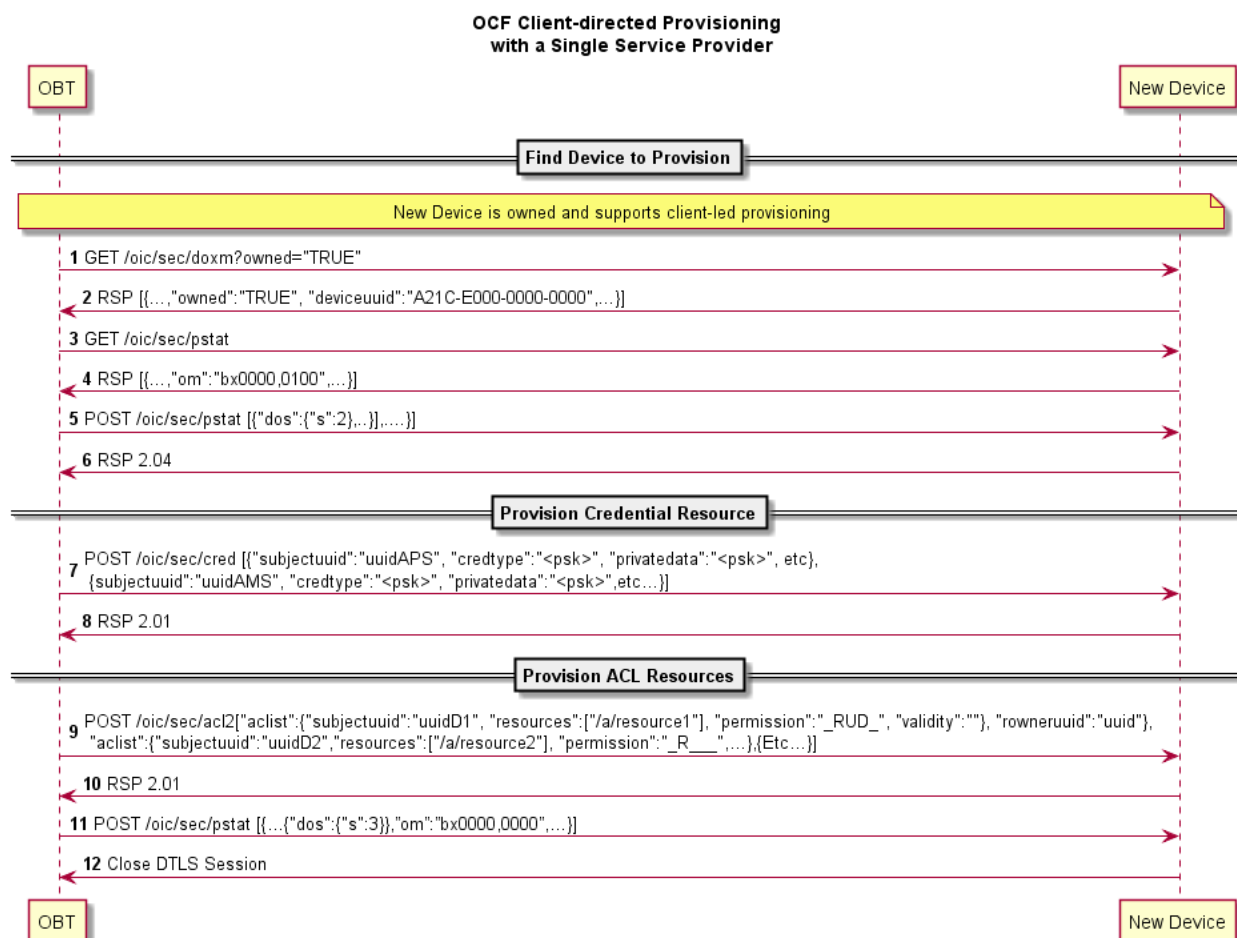 OCF Client-directed Provisioning
with a Single Service Provider
OBT
New Device
Find Device to Provision
New Device is owned and supports client-led provisioning
1 GET /oic/sec/doxm?owned="TRUE"
2 RSP [{...,"owned":"TRUE", "deviceuuid":"A21C-E000-0000-0000",...}]
3 GET /oic/sec/pstat
4 RSP [{...,"om":"bx0000,0100",...}]
5 POST /oic/sec/pstat [{"dos":{"s":2},..}],....}]
6 RSP 2.04
Provision Credential Resource
7 POST /oic/sec/cred [{"subjectuuid":"uuidAPS", "credtype":"<psk>", "privatedata":"<psk>", etc},
{subjectuuid":"uuidAMS", "credtype":"<psk>", "privatedata":"<psk>",etc...}]
8 RSP 2.01
Provision ACL Resources
9 POST /oic/sec/acl2["aclist":{"subjectuuid":"uuidD1", "resources":["/a/resource1"], "permission":"_RUD_", "validity":""}, "rowneruuid":"uuid"},
"aclist":{"subjectuuid":"uuidD2","resources":["/a/resource2"], "permission":"_R___",...},{Etc...}]
10 RSP 2.01
11 POST /oic/sec/pstat [{...{"dos":{"s":3}},"om":"bx0000,0000",...}]
12 Close DTLS Session
OBT
New Device